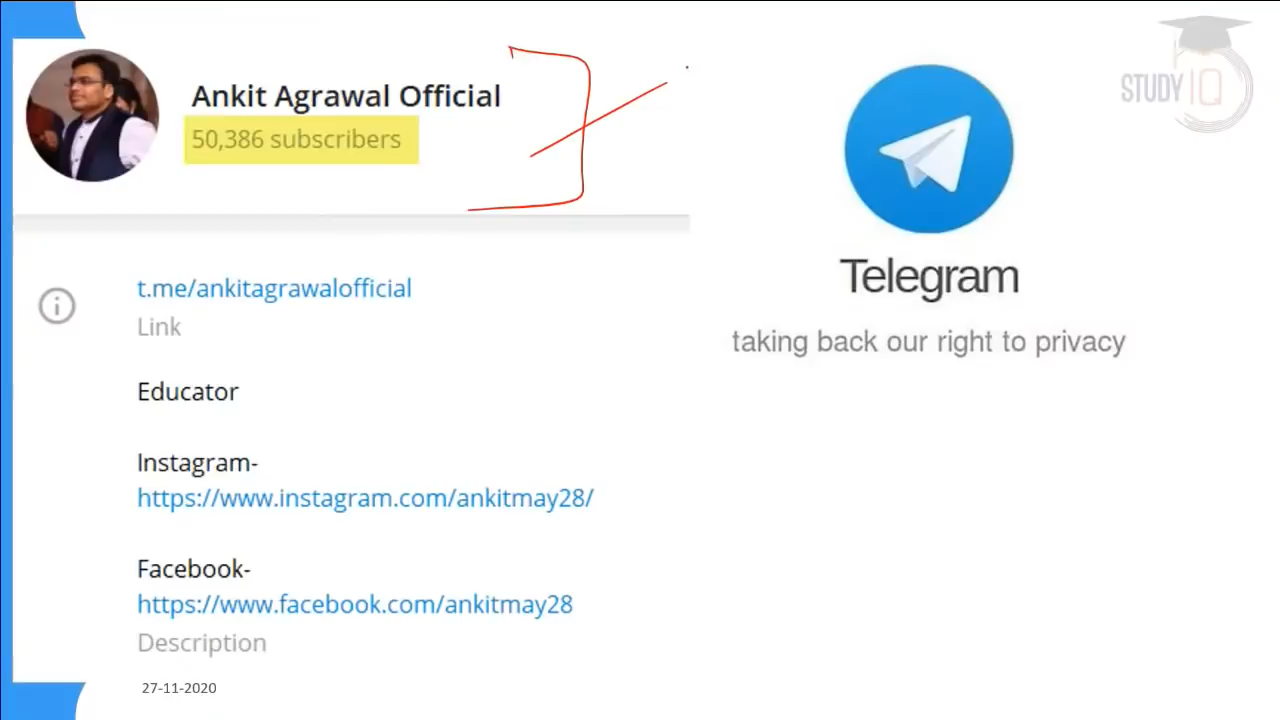 Ankit Agrawal Official
50,386 subscribers
t.me/ankitagrawalofficial
Link
Educator
Instagram-
https://www.instagram.com/ankitmay28/
Facebook-
https://www.facebook.com/ankitmay28
Description
27-11-2020
STUDY IQ
Telegram
taking back our right to privacy